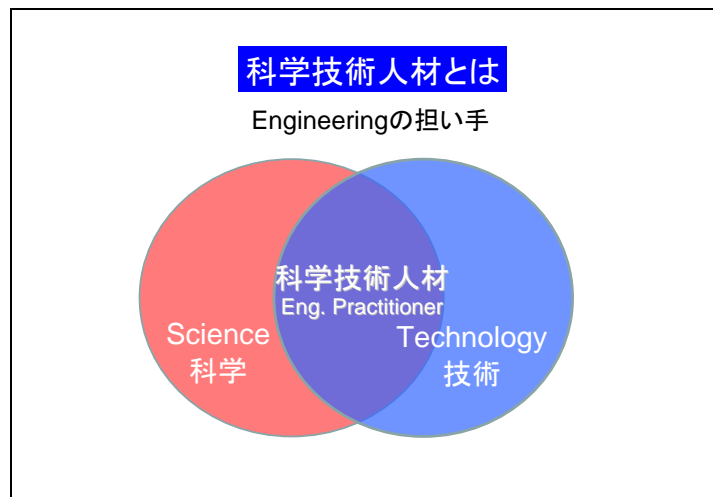 科学技術人材とは
Engineeringの担い手
科学技術人材
Eng. Practitioner
Science
科学
Technology
技術